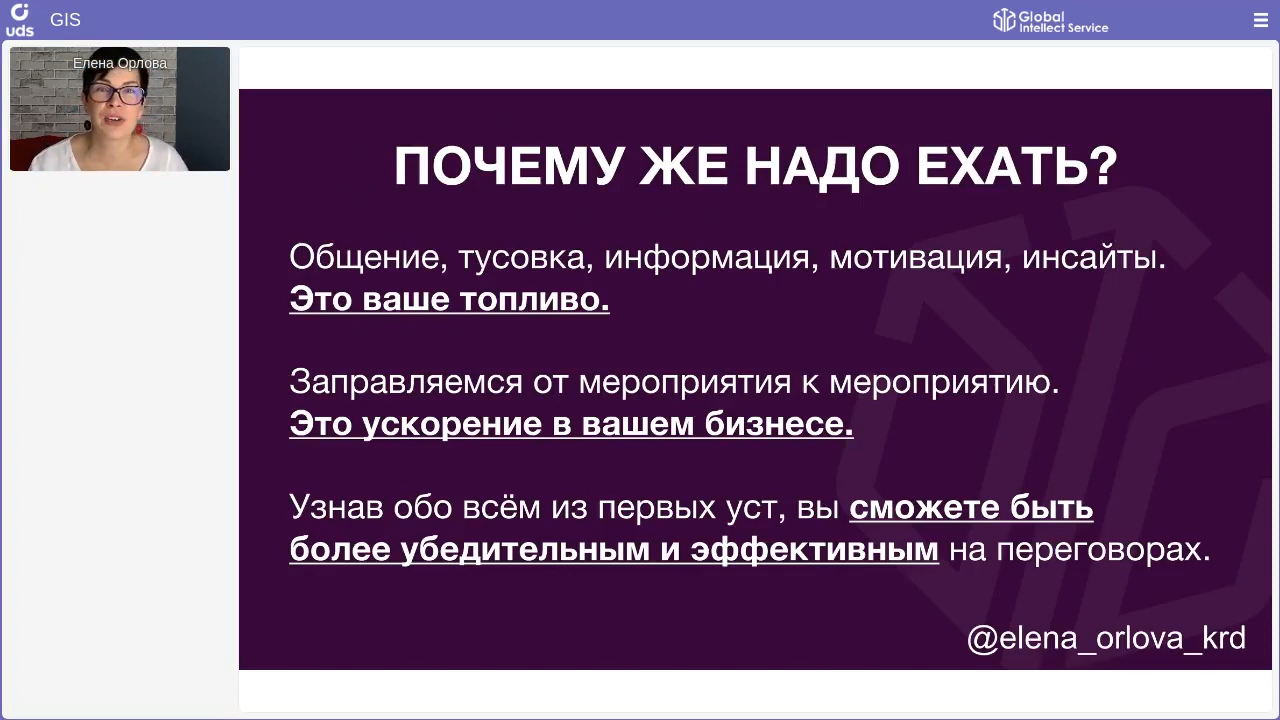 uds
GIS
Global
Intellect Service
Елена Орлова
ПОЧЕМУ ЖЕ НАДО ЕХАТЬ?
Общение, тусовка, информация, мотивация, инсайты.
Это ваше топливо.
Заправляемся от мероприятия к мероприятию.
Это ускорение в вашем бизнесе.
Узнав обо всём из первых уст, вы сможете быть
более убедительным и эффективным на переговорах.
@elena_orlova_krd